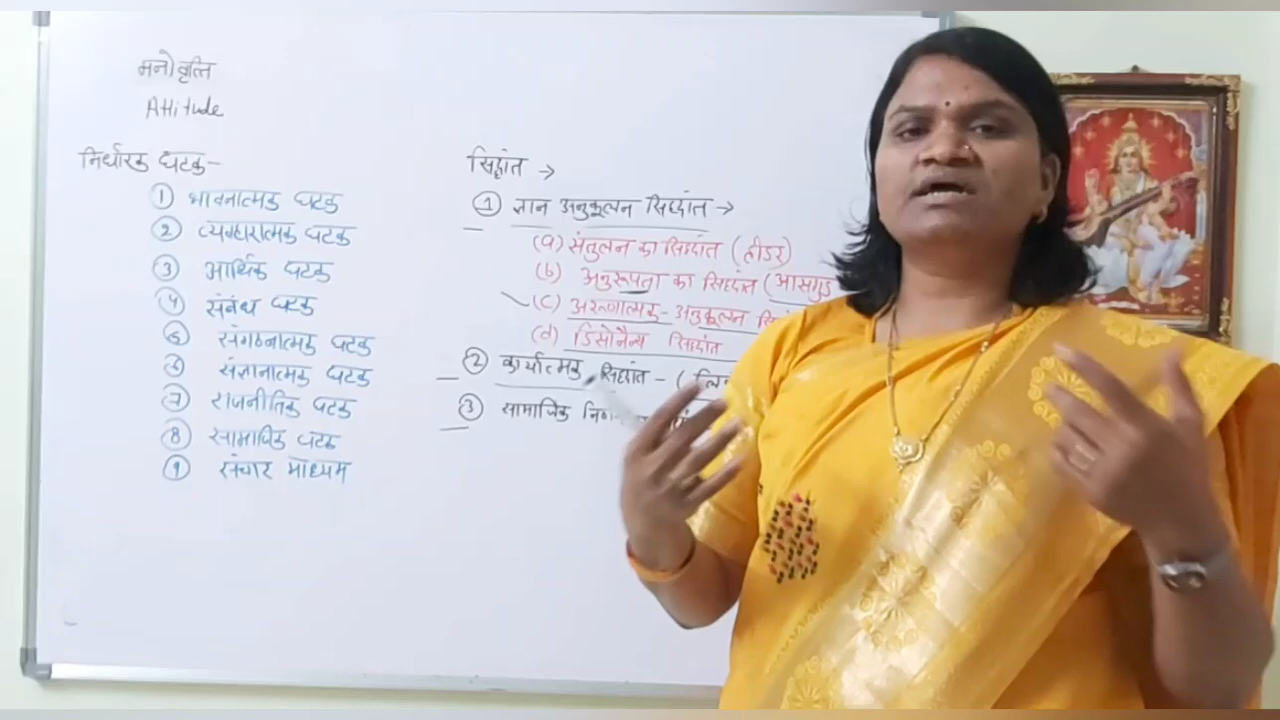 मनोवृत्ति
Attitude
निर्धारक घटक-
① भावनात्मक घटक
② व्यवहारात्मक घटक
③ आर्थिक घटक
④ संबंध घटक
⑤ संगठनात्मक घटक
⑥ संज्ञानात्मक घटक
⑦ राजनीतिक घटक
⑧ सामाजिक घटक
⑨ संचार माध्यम
सिद्धांत →
① ज्ञान अनुकूलन सिद्धांत →
(a) संतुलन का सिद्धांत (हीडर)
(b) अनुरूपता का सिद्धांत (आसगुड
(c) अरूणात्मक-अनुकूलन
(d) डिसोनैन्स सिद्धांत
② कार्यात्मक सिद्धांत - (
③ सामाजिक